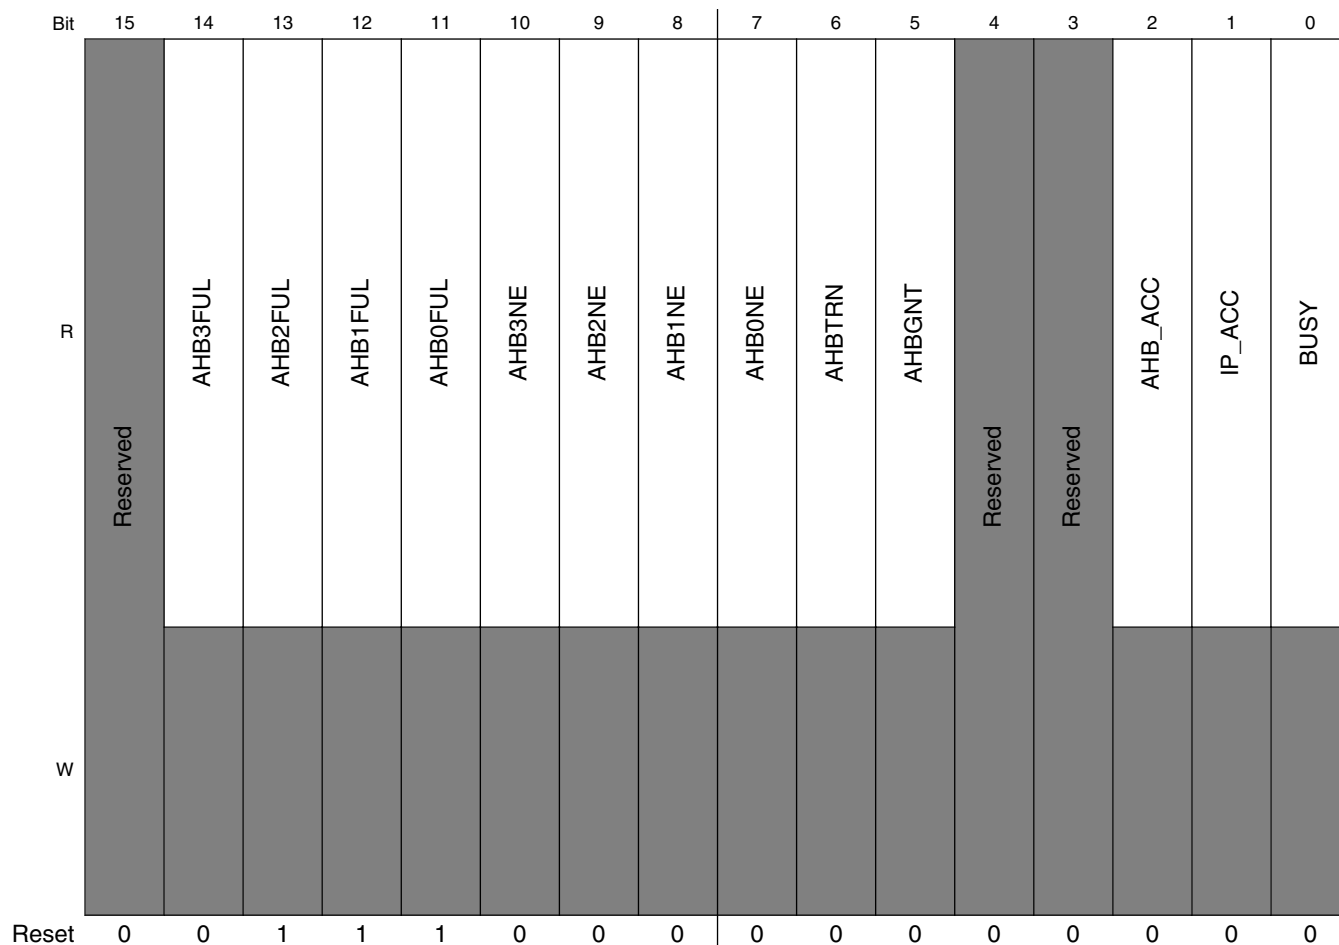 Bit 15 14 13 12 11 10 9 8 7 6 5 4 3 2 1 0
R
Reserved
AHB3FUL
AHB2FUL
AHB1FUL
AHB0FUL
AHB3NE
AHB2NE
AHB1NE
AHB0NE
AHBTRN
AHBGNT
Reserved
Reserved
AHB_ACC
IP_ACC
BUSY
W
Reset 0 0 1 1 1 0 0 0 0 0 0 0 0 0 0 0